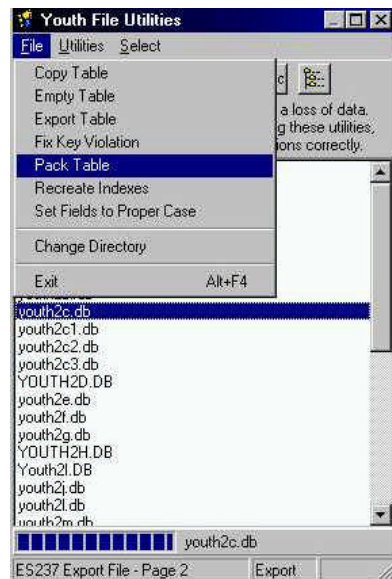 Youth File Utilities
File Utilities Select
Copy Table
Empty Table
Export Table
Fix Key Violation
Pack Table
Recreate Indexes
Set Fields to Proper Case
Change Directory
Exit Alt+F4
a loss of data.
g these utilities,
ions correctly.
youth2c.db
youth2c1.db
youth2c2.db
youth2c3.db
YOUTH2D.DB
youth2e.db
youth2f.db
youth2g.db
YOUTH2H.DB
Youth2I.DB
youth2j.db
youth2l.db
youth2m.db
youth2c.db
ES237 Export File - Page 2 Export